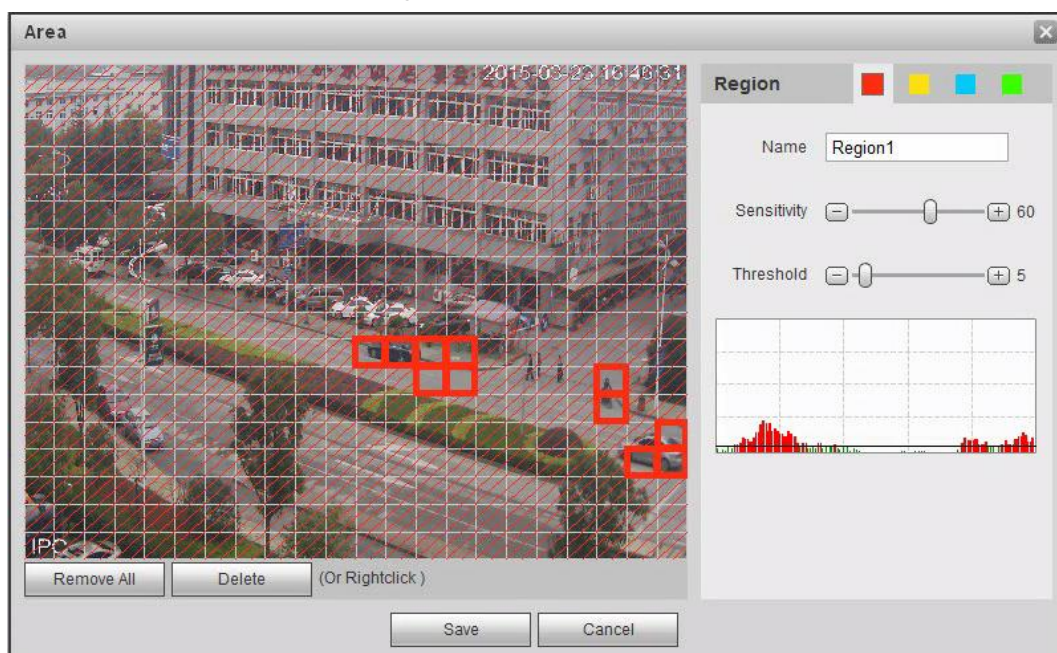 Area
2015-03-23 16:46:31
Region
Name Region1
Sensitivity 60
Threshold 5
IPC
Remove All Delete (Or Rightclick )
Save Cancel